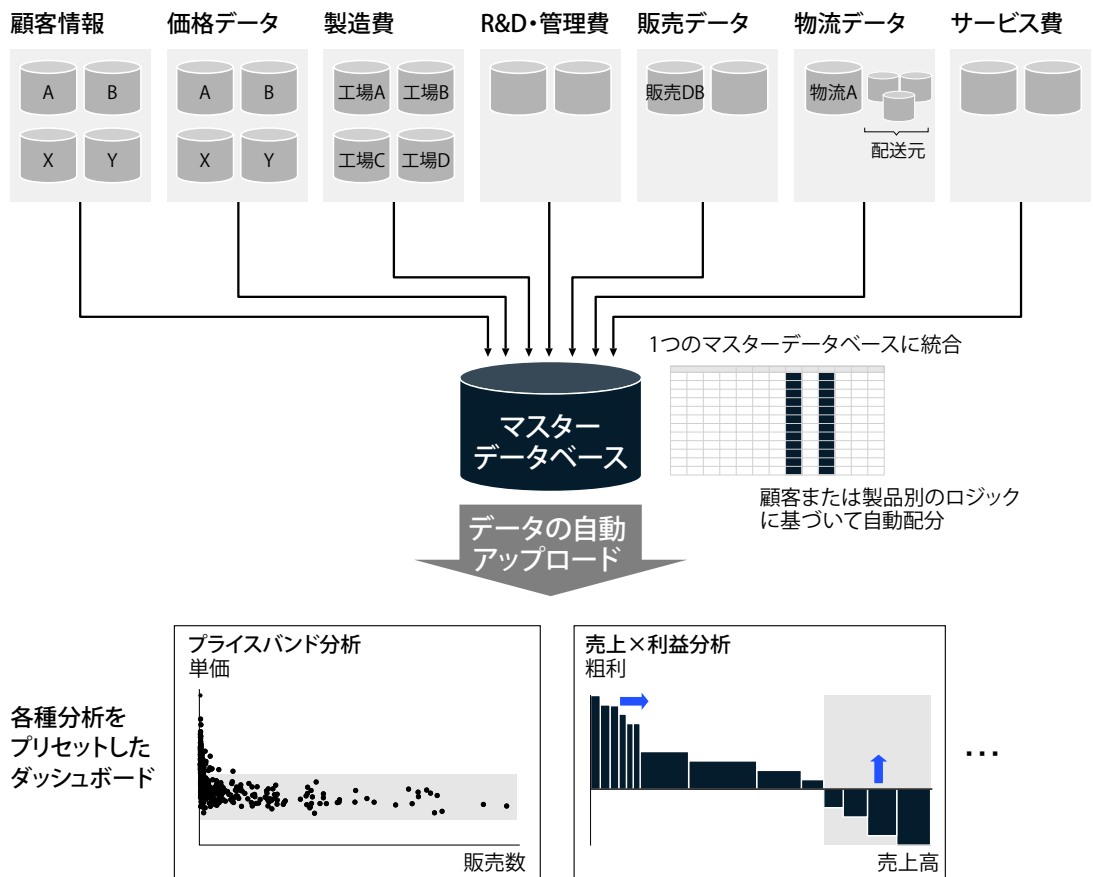 顧客情報
価格データ
製造費
R&D・管理費
販売データ
物流データ
サービス費
A
B
X
Y
A
B
X
Y
工場A
工場B
工場C
工場D
販売DB
物流A
配送元
1つのマスターデータベースに統合
マスター
データベース
顧客または製品別のロジック
に基づいて自動配分
データの自動
アップロード
各種分析を
プリセットした
ダッシュボード
プライスバンド分析
単価
販売数
売上×利益分析
粗利
売上高
...